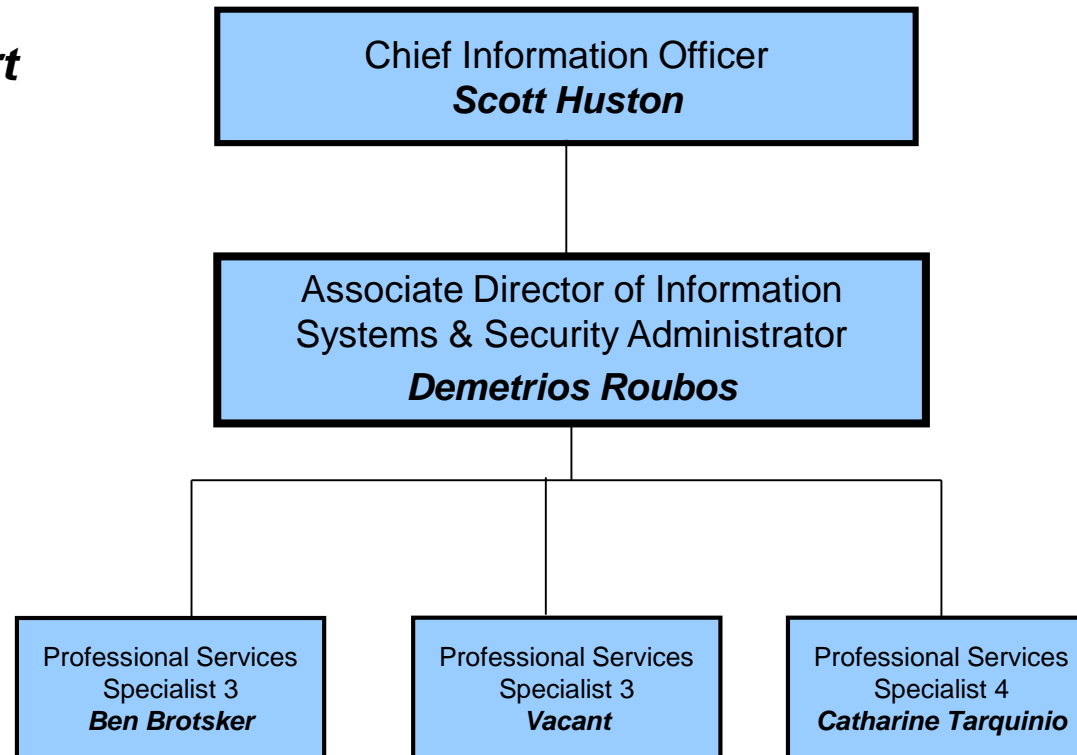 Chief Information Officer
Scott Huston
Associate Director of Information
Systems & Security Administrator
Demetrios Roubos
Professional Services
Specialist 3
Ben Brotsker
Professional Services
Specialist 3
Vacant
Professional Services
Specialist 4
Catharine Tarquinio